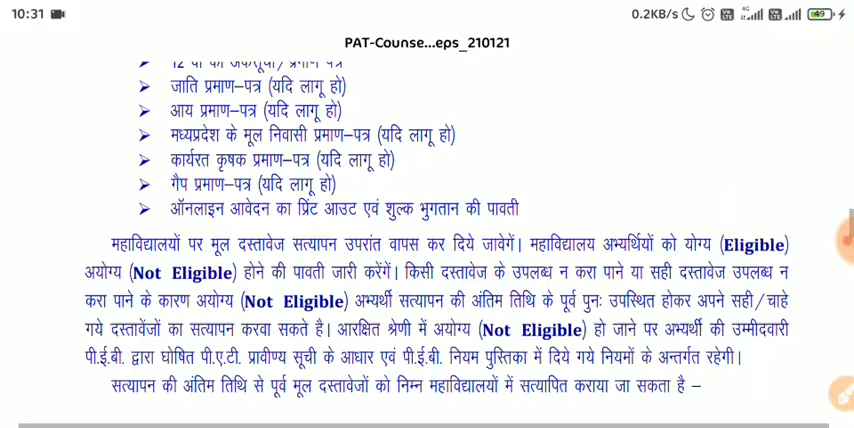 10:31 0.2KB/s 4G 49
PAT-Counse...eps_210121
12 वी की अंकसूची/प्रमाण पत्र
जाति प्रमाण–पत्र (यदि लागू हो)
आय प्रमाण–पत्र (यदि लागू हो)
मध्यप्रदेश के मूल निवासी प्रमाण–पत्र (यदि लागू हो)
कार्यरत कृषक प्रमाण–पत्र (यदि लागू हो)
गैप प्रमाण–पत्र (यदि लागू हो)
ऑनलाइन आवेदन का प्रिंट आउट एवं शुल्क भुगतान की पावती
महाविद्यालयों पर मूल दस्तावेज सत्यापन उपरांत वापस कर दिये जावेगें। महाविद्यालय अभ्यर्थियों को योग्य (Eligible)
अयोग्य (Not Eligible) होने की पावती जारी करेंगें। किसी दस्तावेज के उपलब्ध न करा पाने या सही दस्तावेज उपलब्ध न
करा पाने के कारण अयोग्य (Not Eligible) अभ्यर्थी सत्यापन की अंतिम तिथि के पूर्व पुनः उपस्थित होकर अपने सही/चाहे
गये दस्तावेंजों का सत्यापन करवा सकते है। आरक्षित श्रेणी में अयोग्य (Not Eligible) हो जाने पर अभ्यर्थी की उम्मीदवारी
पी.ई.बी. द्वारा घोषित पी.ए.टी. प्रावीण्य सूची के आधार एवं पी.ई.बी. नियम पुस्तिका में दिये गये नियमों के अन्तर्गत रहेगी।
सत्यापन की अंतिम तिथि से पूर्व मूल दस्तावेजों को निम्न महाविद्यालयों में सत्यापित कराया जा सकता है –